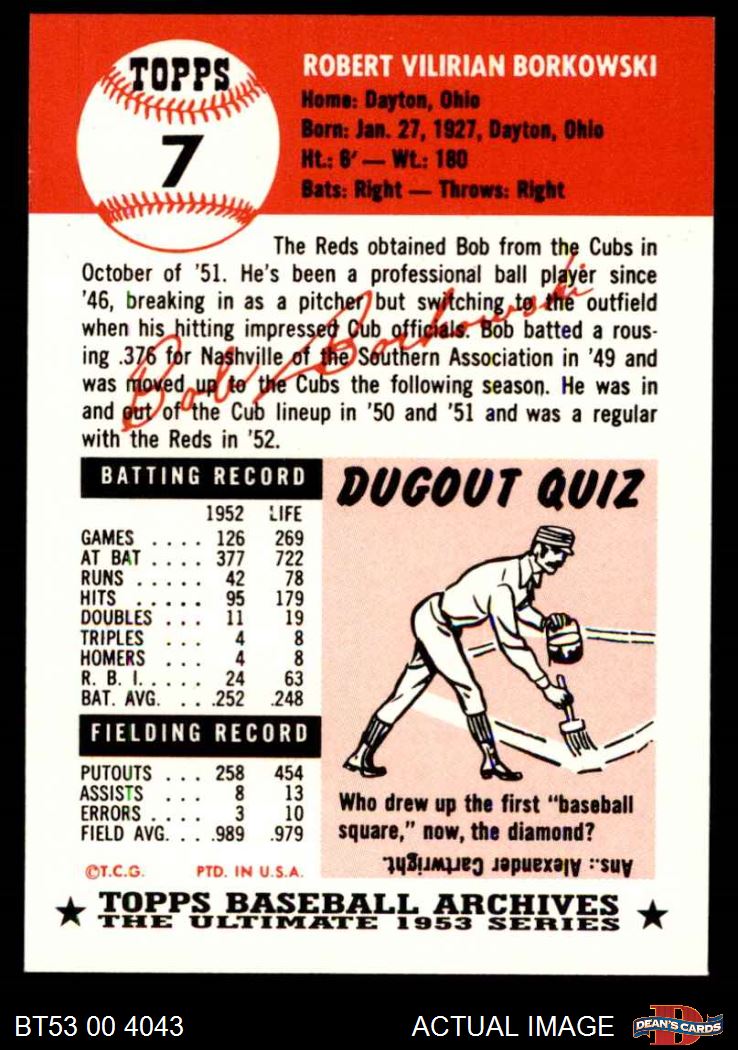 TOPPS
7
ROBERT VILIRIAN BORKOWSKI
Home: Dayton, Ohio
Born: Jan. 27, 1927, Dayton, Ohio
Ht.: 6' — Wt.: 180
Bats: Right — Throws: Right
The Reds obtained Bob from the Cubs in
October of '51. He's been a professional ball player since
'46, breaking in as a pitcher but switching to the outfield
when his hitting impressed Cub officials. Bob batted a rous-
ing .376 for Nashville of the Southern Association in '49 and
was moved up to the Cubs the following season. He was in
and out of the Cub lineup in '50 and '51 and was a regular
with the Reds in '52.
Bob Borkowski
BATTING RECORD
1952 LIFE
GAMES .... 126 269
AT BAT .... 377 722
RUNS ..... 42 78
HITS ..... 95 179
DOUBLES ... 11 19
TRIPLES ... 4 8
HOMERS ... 4 8
R. B. I. .... 24 63
BAT. AVG. ... .252 .248
FIELDING RECORD
PUTOUTS ... 258 454
ASSISTS ... 8 13
ERRORS .... 3 10
FIELD AVG. ... .989 .979
©T.C.G. PTD. IN U.S.A.
DUGOUT QUIZ
Who drew up the first "baseball
square," now, the diamond?
Ans.: Alexander Cartwright.
★ TOPPS BASEBALL ARCHIVES ★
THE ULTIMATE 1953 SERIES
BT53 00 4043
ACTUAL IMAGE
DEAN'S CARDS